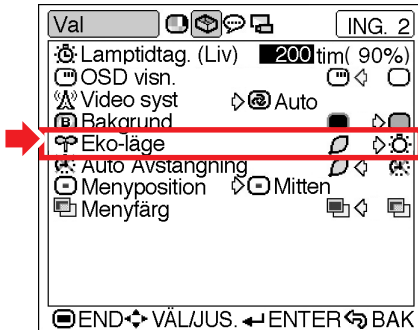 Val ING. 2
Lamptidtag. (Liv) 200 tim( 90%)
OSD visn.
Video syst Auto
B Bakgrund
Eko-läge
Auto Avstängning
Menyposition Mitten
Menyfärg
END VÄL/JUS. ENTER BAK